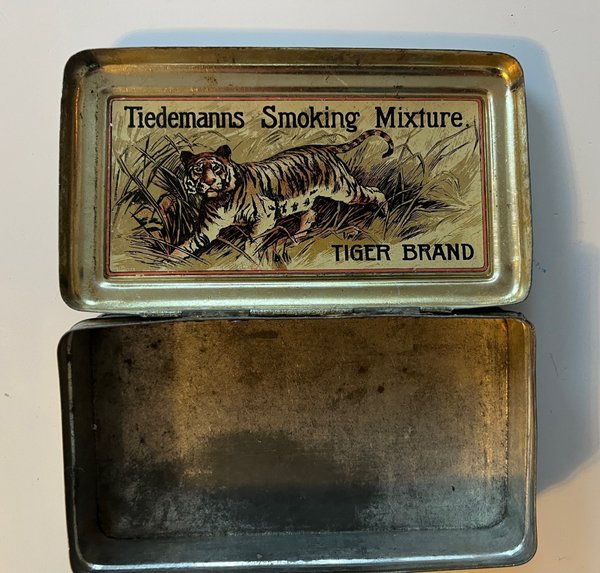 Tiedemanns Smoking Mixture.
TIGER BRAND